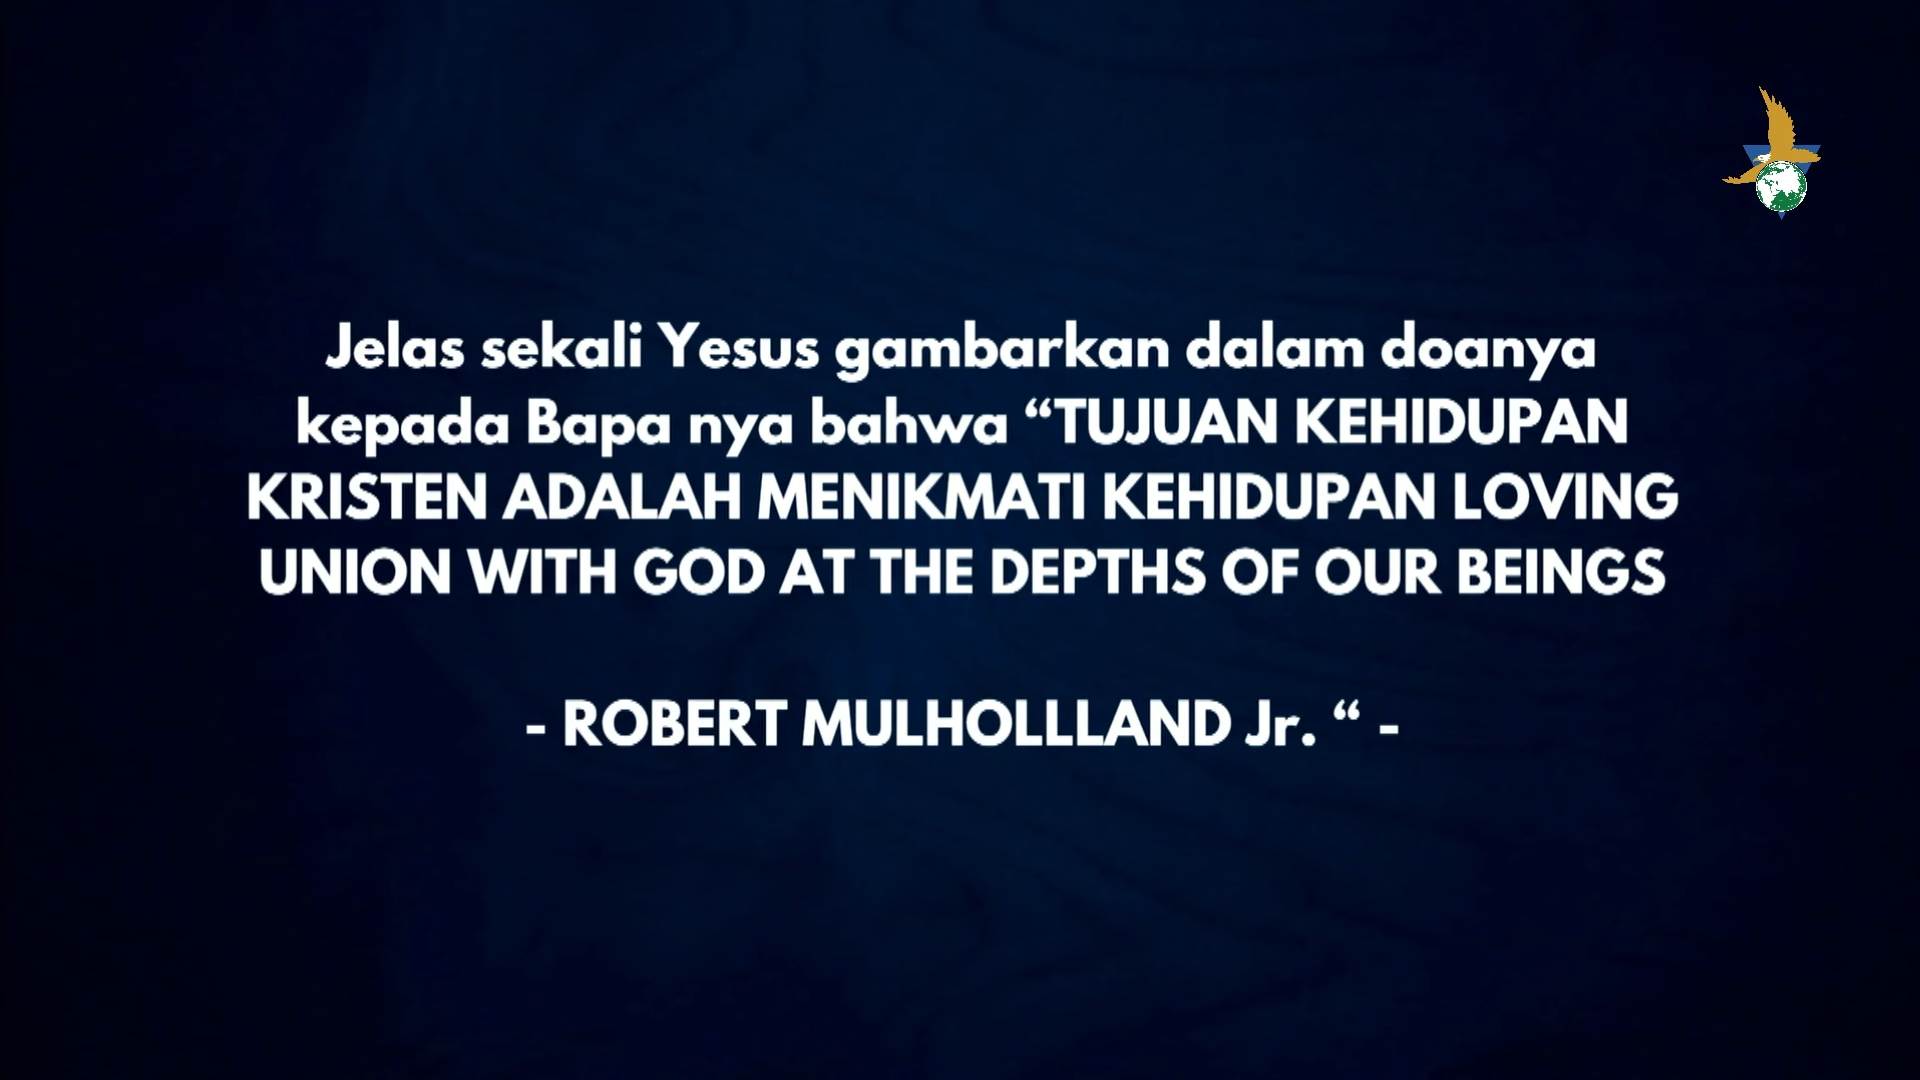 Jelas sekali Yesus gambarkan dalam doanya
kepada Bapa nya bahwa “TUJUAN KEHIDUPAN
KRISTEN ADALAH MENIKMATI KEHIDUPAN LOVING
UNION WITH GOD AT THE DEPTHS OF OUR BEINGS
- ROBERT MULHOLLLAND Jr. “ -